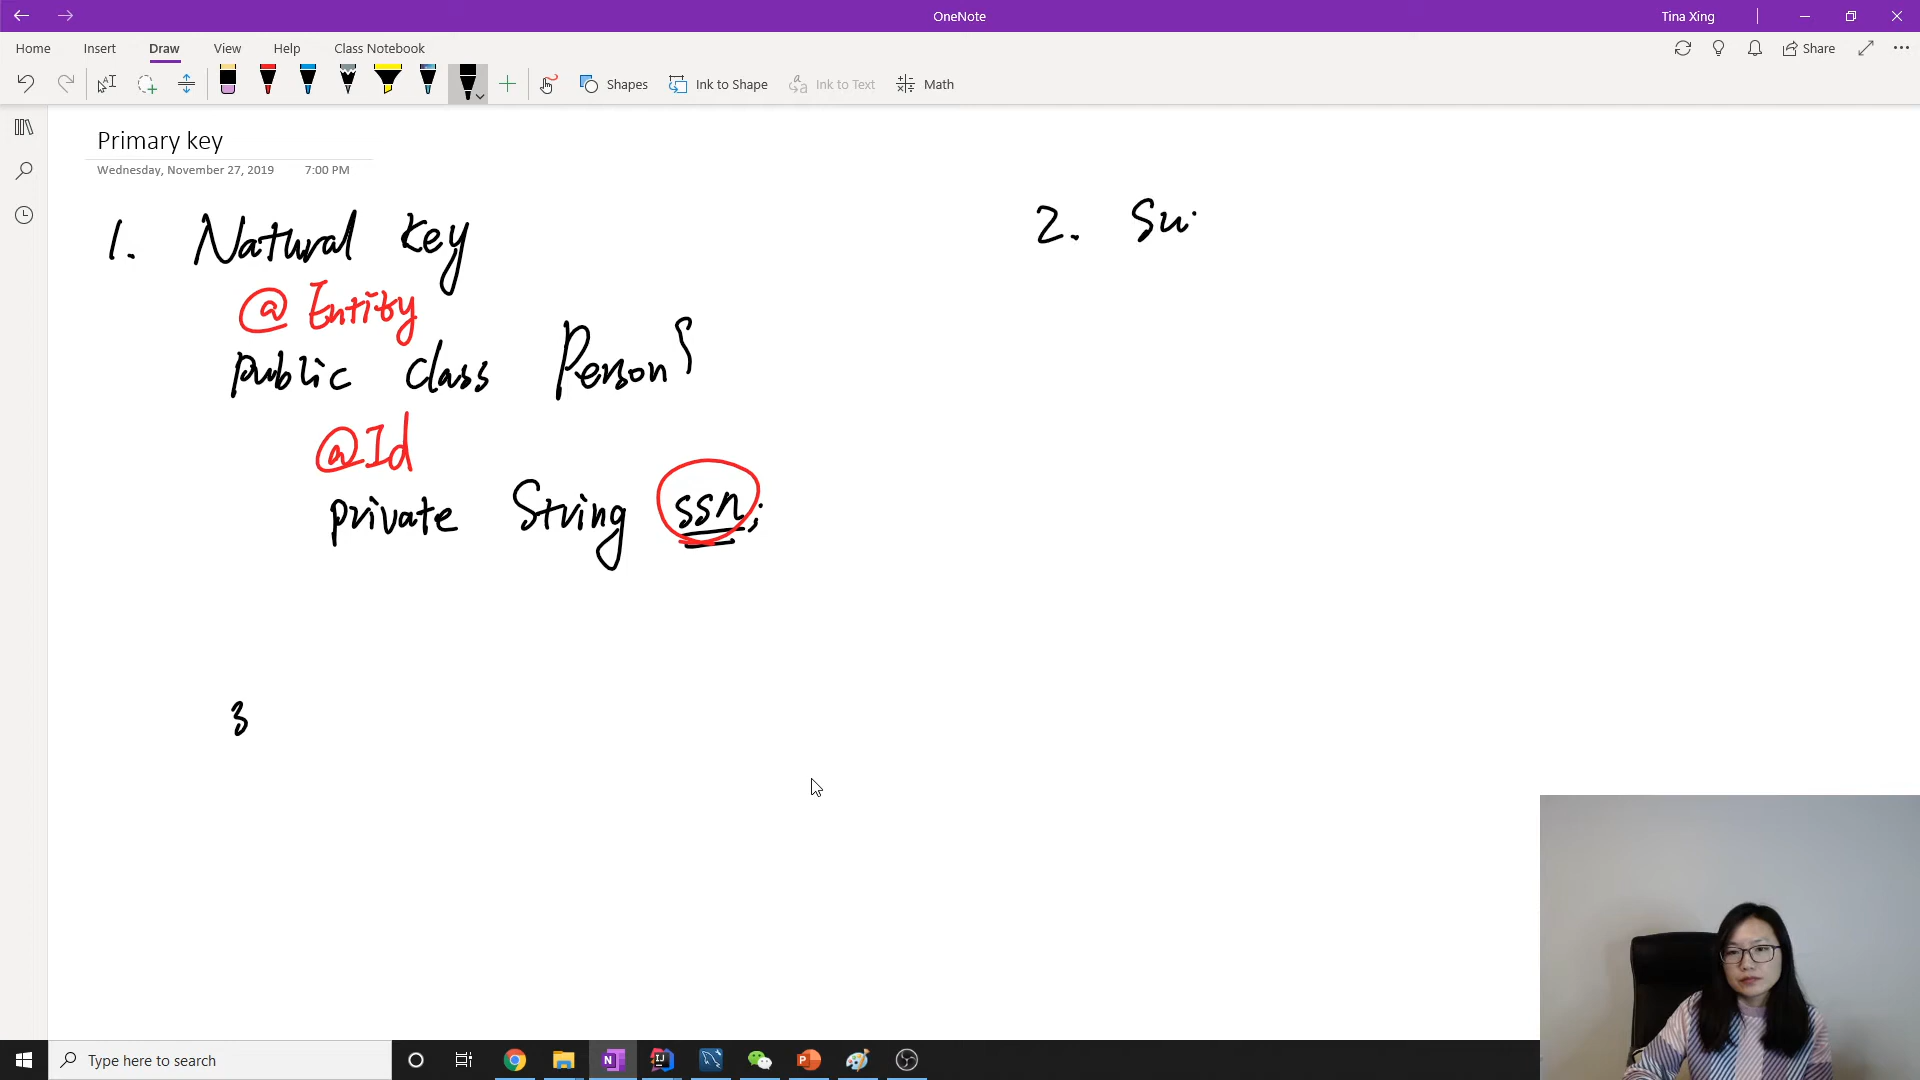 OneNote
Tina Xing
Home Insert Draw View Help Class Notebook
Share
Shapes Ink to Shape Ink to Text Math
Primary key
Wednesday, November 27, 2019 7:00 PM
1. Natural key
@Entity
public class Person {
@Id
private String ssn;
}
2. Su
Type here to search